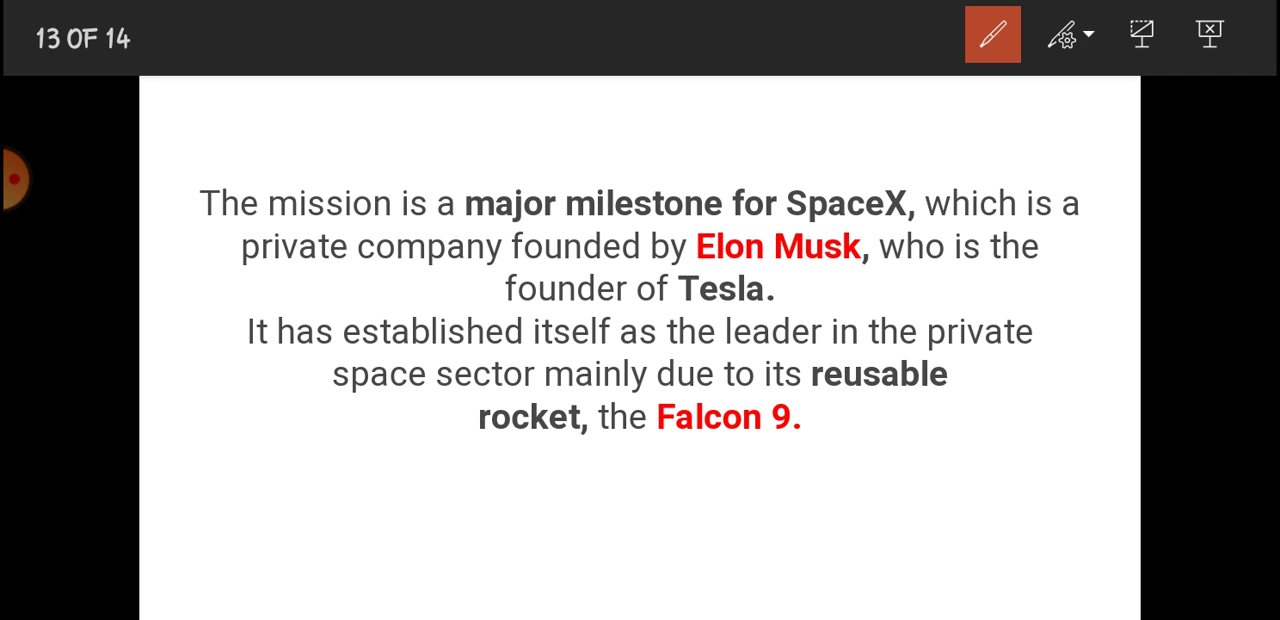 13 OF 14
The mission is a major milestone for SpaceX, which is a
private company founded by Elon Musk, who is the
founder of Tesla.
It has established itself as the leader in the private
space sector mainly due to its reusable
rocket, the Falcon 9.